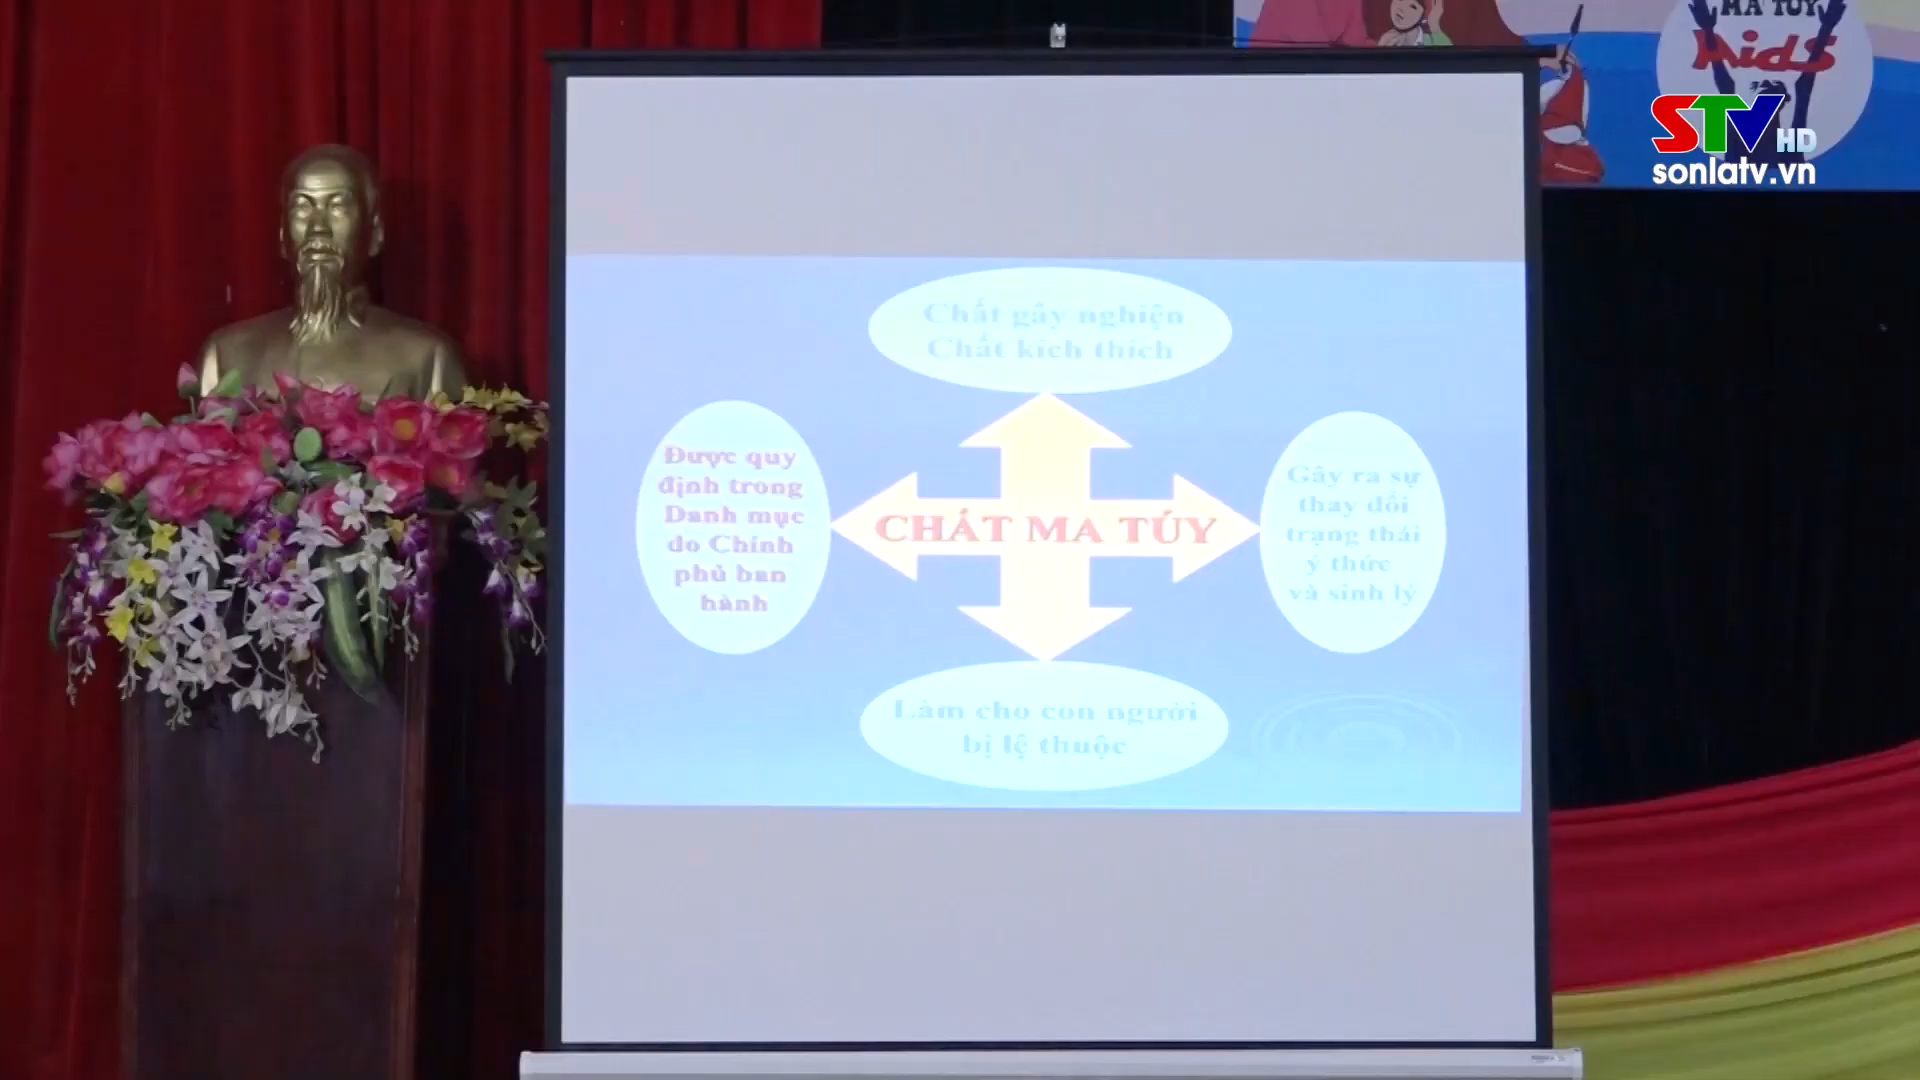 MA TÚY
AidS
STV HD
sonlatv.vn
Chất gây nghiện
Chất kích thích
Được quy
định trong
Danh mục
do Chính
phủ ban
hành
CHẤT MA TÚY
Gây ra sự
thay đổi
trạng thái
ý thức
và sinh lý
Làm cho con người
bị lệ thuộc